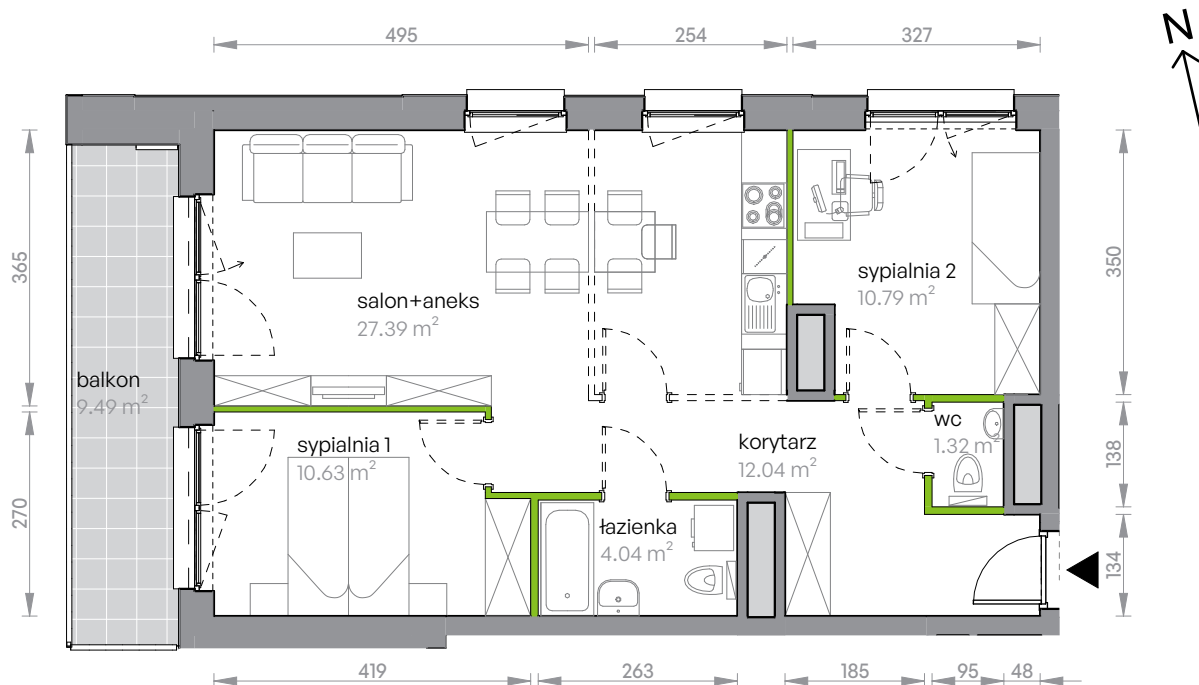 N
495
254
327
365
270
350
138
134
salon+aneks
27.39 m²
sypialnia 2
10.79 m²
balkon
9.49 m²
sypialnia 1
10.63 m²
korytarz
12.04 m²
wc
1.32 m²
łazienka
4.04 m²
419
263
185
95
48